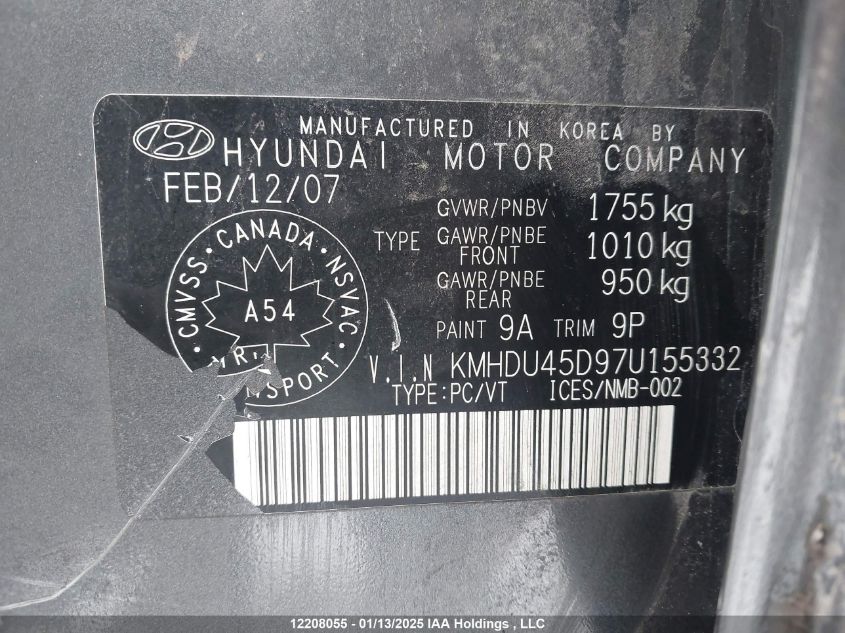 MANUFACTURED IN KOREA BY
HYUNDAI MOTOR COMPANY
FEB/12/07
GVWR/PNBV 1755 kg
TYPE GAWR/PNBE FRONT 1010 kg
GAWR/PNBE REAR 950 kg
CMVSS · CANADA · NSVAC
A54
PAINT 9A TRIM 9P
V.I.N KMHDU45D97U155332
TYPE:PC/VT ICES/NMB-002
12208055 - 01/13/2025 IAA Holdings , LLC